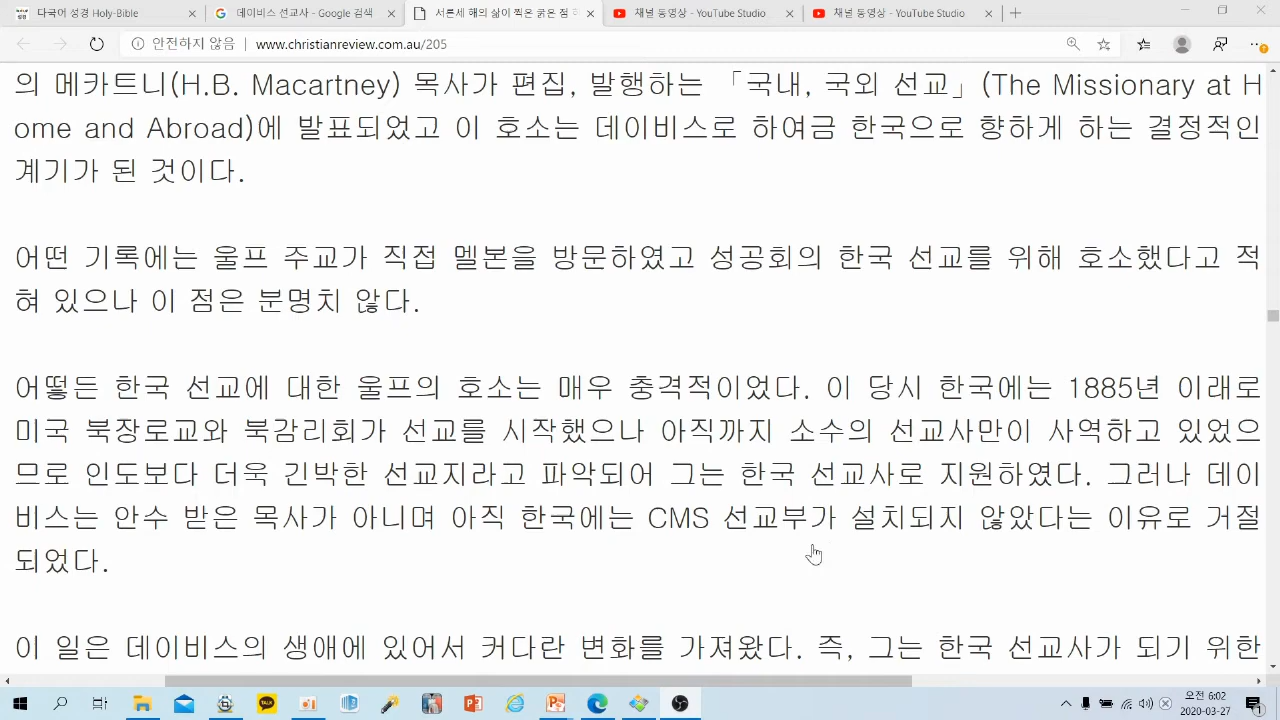 다국어 성경 Holy-Bible
데이비스 선교사 - Google 검색
서른세 해의 삶이 찍은 굵은 점
채널 동영상 - YouTube Studio
채널 동영상 - YouTube Studio
안전하지 않음 www.christianreview.com.au/205
의 메카트니(H.B. Macartney) 목사가 편집, 발행하는 「국내, 국외 선교」(The Missionary at H
ome and Abroad)에 발표되었고 이 호소는 데이비스로 하여금 한국으로 향하게 하는 결정적인
계기가 된 것이다.
어떤 기록에는 울프 주교가 직접 멜본을 방문하였고 성공회의 한국 선교를 위해 호소했다고 적
혀 있으나 이 점은 분명치 않다.
어떻든 한국 선교에 대한 울프의 호소는 매우 충격적이었다. 이 당시 한국에는 1885년 이래로
미국 북장로교와 북감리회가 선교를 시작했으나 아직까지 소수의 선교사만이 사역하고 있었으
므로 인도보다 더욱 긴박한 선교지라고 파악되어 그는 한국 선교사로 지원하였다. 그러나 데이
비스는 안수 받은 목사가 아니며 아직 한국에는 CMS 선교부가 설치되지 않았다는 이유로 거절
되었다.
이 일은 데이비스의 생애에 있어서 커다란 변화를 가져왔다. 즉, 그는 한국 선교사가 되기 위한
TALK
오전 6:02
2020-03-27